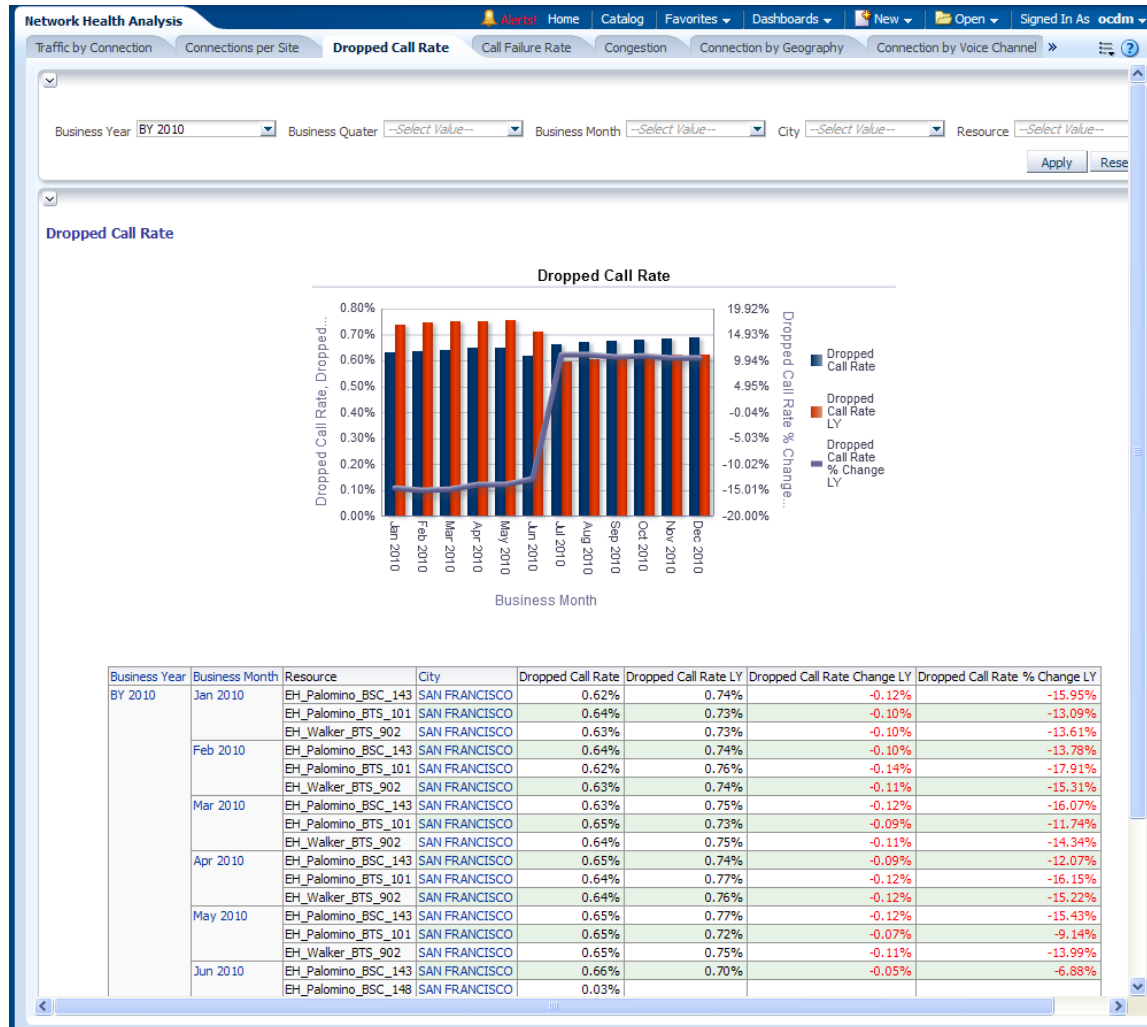 Network Health Analysis
Alerts! Home Catalog Favorites Dashboards New Open Signed In As ocdm
Traffic by Connection Connections per Site Dropped Call Rate Call Failure Rate Congestion Connection by Geography Connection by Voice Channel »
Business Year BY 2010 Business Quater --Select Value-- Business Month --Select Value-- City --Select Value-- Resource --Select Value--
Apply Rese
Dropped Call Rate
Dropped Call Rate
0.80%
0.70%
0.60%
0.50%
0.40%
0.30%
0.20%
0.10%
0.00%
Dropped Call Rate, Dropped...
19.92%
14.93%
9.94%
4.95%
-0.04%
-5.03%
-10.02%
-15.01%
-20.00%
Dropped Call Rate % Change...
Dropped
Call Rate
Dropped
Call Rate
LY
Dropped
Call Rate
% Change
LY
Jan 2010
Feb 2010
Mar 2010
Apr 2010
May 2010
Jun 2010
Jul 2010
Aug 2010
Sep 2010
Oct 2010
Nov 2010
Dec 2010
Business Month
Business Year Business Month Resource City Dropped Call Rate Dropped Call Rate LY Dropped Call Rate Change LY Dropped Call Rate % Change LY
BY 2010 Jan 2010 EH_Palomino_BSC_143 SAN FRANCISCO 0.62% 0.74% -0.12% -15.95%
EH_Palomino_BTS_101 SAN FRANCISCO 0.64% 0.73% -0.10% -13.09%
EH_Walker_BTS_902 SAN FRANCISCO 0.63% 0.73% -0.10% -13.61%
Feb 2010 EH_Palomino_BSC_143 SAN FRANCISCO 0.64% 0.74% -0.10% -13.78%
EH_Palomino_BTS_101 SAN FRANCISCO 0.62% 0.76% -0.14% -17.91%
EH_Walker_BTS_902 SAN FRANCISCO 0.63% 0.74% -0.11% -15.31%
Mar 2010 EH_Palomino_BSC_143 SAN FRANCISCO 0.63% 0.75% -0.12% -16.07%
EH_Palomino_BTS_101 SAN FRANCISCO 0.65% 0.73% -0.09% -11.74%
EH_Walker_BTS_902 SAN FRANCISCO 0.64% 0.75% -0.11% -14.34%
Apr 2010 EH_Palomino_BSC_143 SAN FRANCISCO 0.65% 0.74% -0.09% -12.07%
EH_Palomino_BTS_101 SAN FRANCISCO 0.64% 0.77% -0.12% -16.15%
EH_Walker_BTS_902 SAN FRANCISCO 0.64% 0.76% -0.12% -15.22%
May 2010 EH_Palomino_BSC_143 SAN FRANCISCO 0.65% 0.77% -0.12% -15.43%
EH_Palomino_BTS_101 SAN FRANCISCO 0.65% 0.72% -0.07% -9.14%
EH_Walker_BTS_902 SAN FRANCISCO 0.65% 0.75% -0.11% -13.99%
Jun 2010 EH_Palomino_BSC_143 SAN FRANCISCO 0.66% 0.70% -0.05% -6.88%
EH_Palomino_BSC_148 SAN FRANCISCO 0.03%